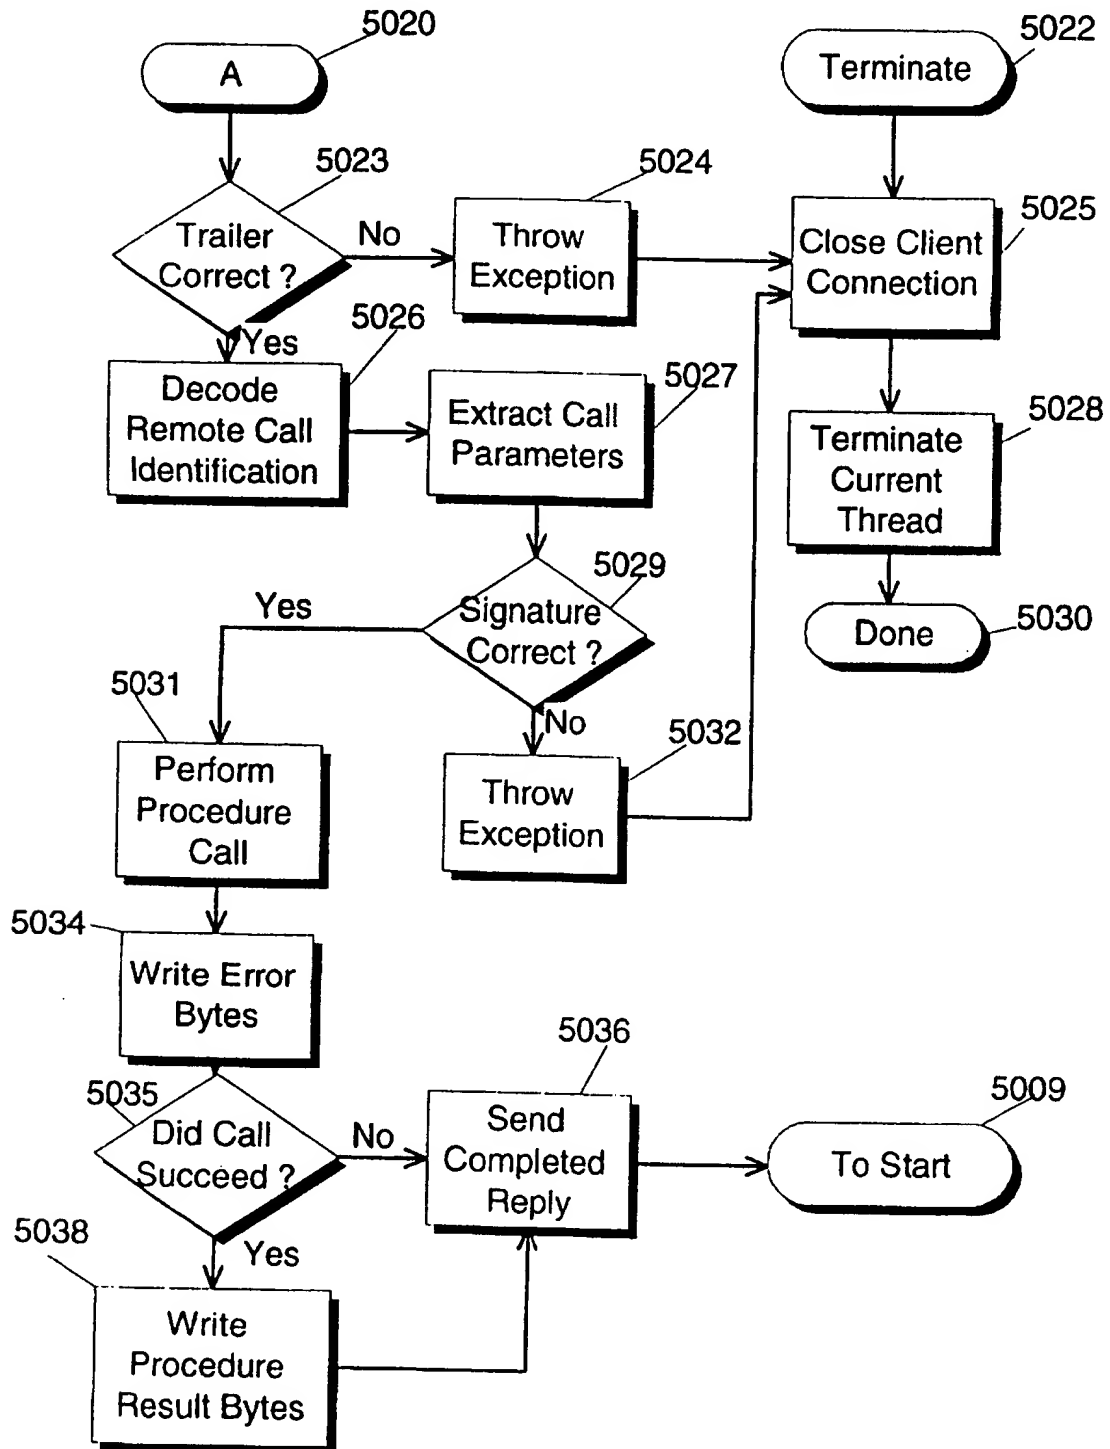 5020
A
5022
Terminate
5023
Trailer
Correct ?
No
5024
Throw
Exception
5025
Close Client
Connection
Yes
5026
Decode
Remote Call
Identification
5027
Extract Call
Parameters
5028
Terminate
Current
Thread
5029
Signature
Correct ?
Yes
No
5030
Done
5031
Perform
Procedure
Call
5032
Throw
Exception
5034
Write Error
Bytes
5035
Did Call
Succeed ?
No
Yes
5036
Send
Completed
Reply
5009
To Start
5038
Write
Procedure
Result Bytes